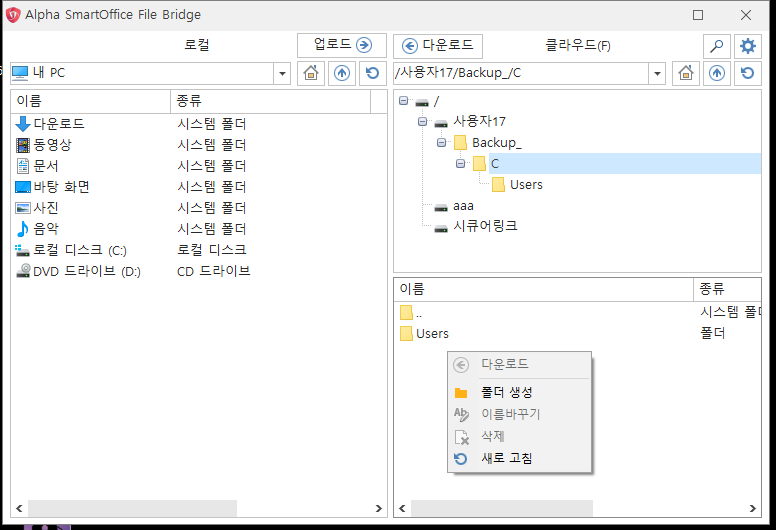 Alpha SmartOffice File Bridge
로컬
업로드
다운로드
클라우드(F)
내 PC
/사용자17/Backup_/C
이름 종류
다운로드 시스템 폴더
동영상 시스템 폴더
문서 시스템 폴더
바탕 화면 시스템 폴더
사진 시스템 폴더
음악 시스템 폴더
로컬 디스크 (C:) 로컬 디스크
DVD 드라이브 (D:) CD 드라이브
/
사용자17
Backup_
C
Users
aaa
시큐어링크
이름 종류
.. 시스템 폴더
Users 폴더
다운로드
폴더 생성
이름바꾸기
삭제
새로 고침